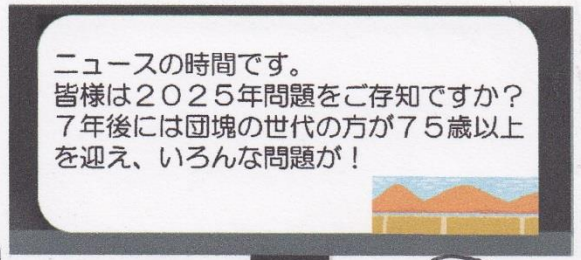 ニュースの時間です。
皆様は２０２５年問題をご存知ですか？
７年後には団塊の世代の方が７５歳以上
を迎え、いろんな問題が！